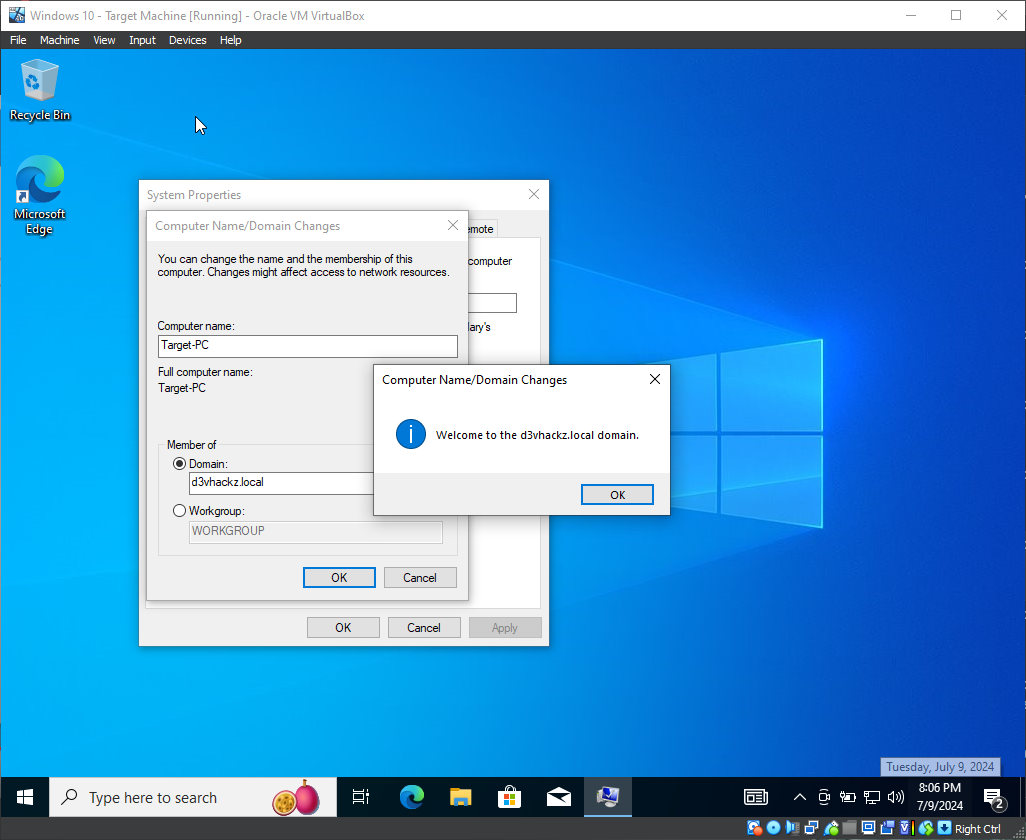 Windows 10 - Target Machine [Running] - Oracle VM VirtualBox
File Machine View Input Devices Help
Recycle Bin
Microsoft
Edge
System Properties
Computer Name/Domain Changes
emote
You can change the name and the membership of this
computer. Changes might affect access to network resources.
computer
Computer name:
ary's
Target-PC
Full computer name:
Target-PC
Computer Name/Domain Changes
Welcome to the d3vhackz.local domain.
OK
Member of
Domain:
d3vhackz.local
Workgroup:
WORKGROUP
OK Cancel
OK Cancel Apply
Tuesday, July 9, 2024
Type here to search
8:06 PM
7/9/2024
2
Right Ctrl